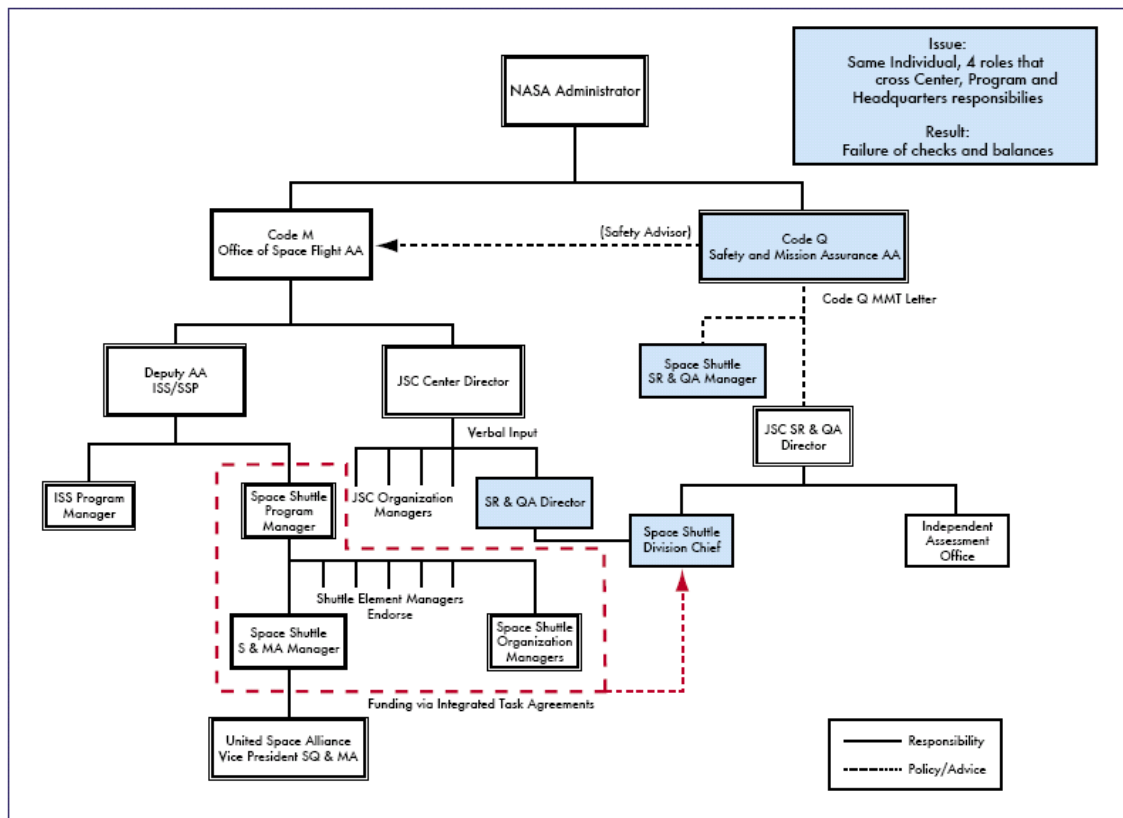 Issue:
Same Individual, 4 roles that
cross Center, Program and
Headquarters responsibilies
Result:
Failure of checks and balances
NASA Administrator
Code M
Office of Space Flight AA
(Safety Advisor)
Code Q
Safety and Mission Assurance AA
Code Q MMT Letter
Deputy AA
ISS/SSP
JSC Center Director
Space Shuttle
SR & QA Manager
Verbal Input
JSC SR & QA
Director
ISS Program
Manager
Space Shuttle
Program
Manager
JSC Organization
Managers
SR & QA Director
Space Shuttle
Division Chief
Independent
Assessment
Office
Shuttle Element Managers
Endorse
Space Shuttle
S & MA Manager
Space Shuttle
Organization
Managers
Funding via Integrated Task Agreements
United Space Alliance
Vice President SQ & MA
Responsibility
Policy/Advice